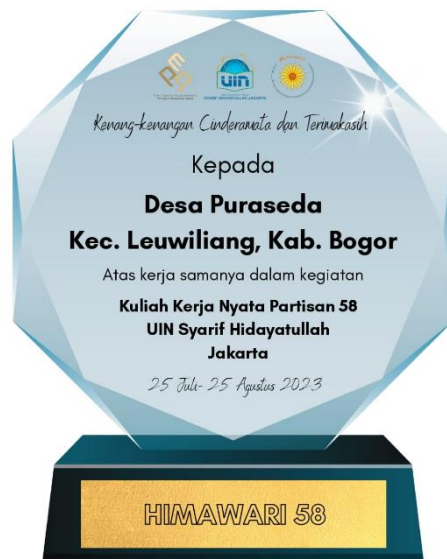 uin
Kenang-kenangan Cinderamata dan Terimakasih
Kepada
Desa Puraseda
Kec. Leuwiliang, Kab. Bogor
Atas kerja samanya dalam kegiatan
Kuliah Kerja Nyata Partisan 58
UIN Syarif Hidayatullah
Jakarta
25 Juli- 25 Agustus 2023
HIMAWARI 58